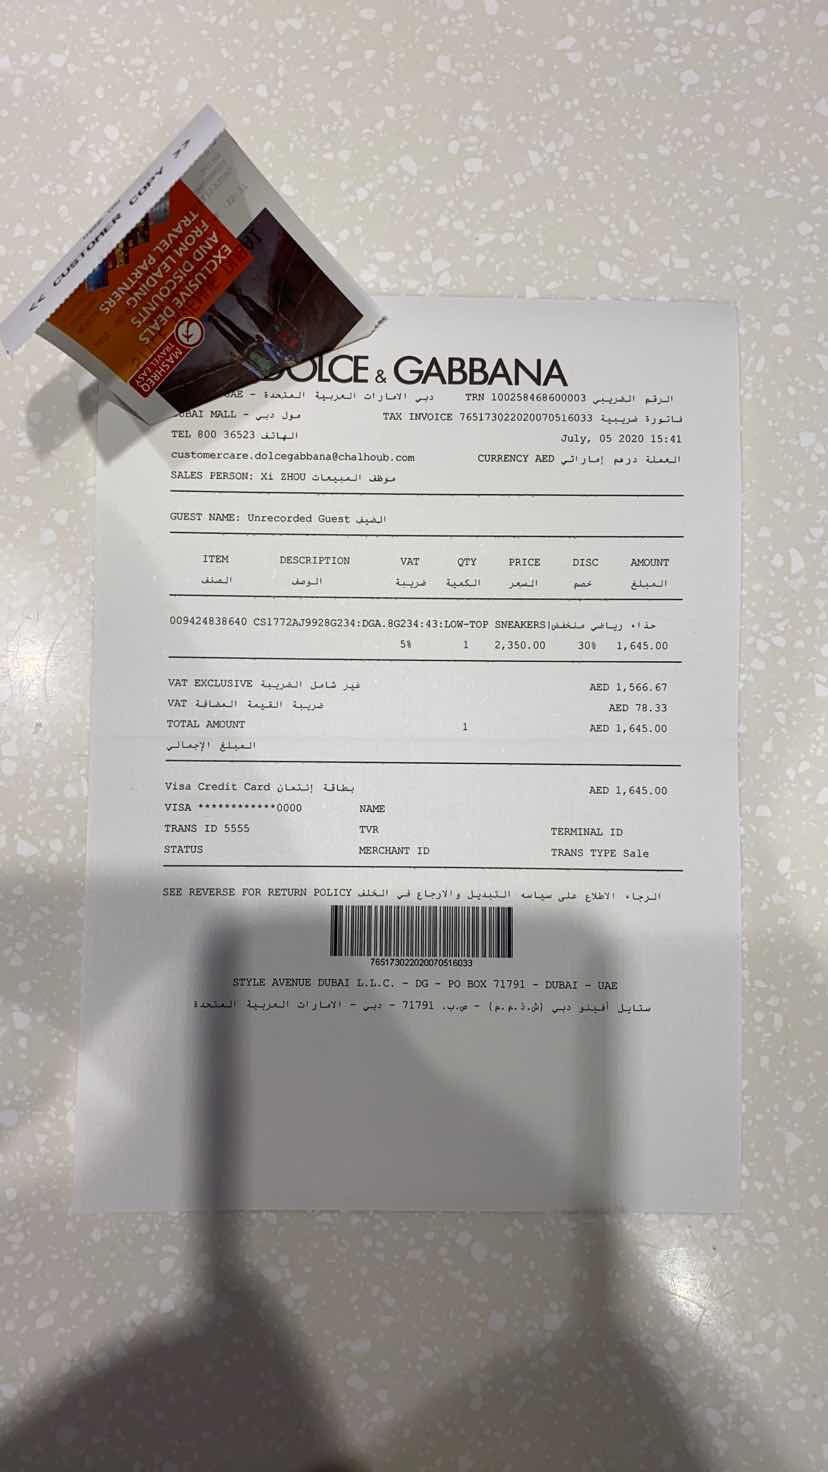 << CUSTOMER COPY >>
EXCLUSIVE DEALS
AND DISCOUNTS
FROM LEADING
TRAVEL PARTNERS
MASHREQ
TRAVEL EASY
DOLCE & GABBANA
UAE - دبي الامارات العربية المتحدة TRN 100258468600003 الرقم الضريبي
DUBAI MALL - مول دبي TAX INVOICE 765173022020070516033 فاتورة ضريبية
TEL 800 36523 الهاتف July, 05 2020 15:41
customercare.dolcegabbana@chalhoub.com CURRENCY AED العملة درهم إماراتي
SALES PERSON: Xi ZHOU موظف المبيعات
GUEST NAME: Unrecorded Guest الضيف
ITEM DESCRIPTION VAT QTY PRICE DISC AMOUNT
الصنف الوصف ضريبة الكمية السعر خصم المبلغ
009424838640 CS1772AJ9928G234:DGA.8G234:43:LOW-TOP SNEAKERS|حذاء رياضي منخفض
5% 1 2,350.00 30% 1,645.00
VAT EXCLUSIVE غير شامل الضريبة AED 1,566.67
VAT ضريبة القيمة المضافة AED 78.33
TOTAL AMOUNT 1 AED 1,645.00
المبلغ الإجمالي
Visa Credit Card بطاقة إئتمان AED 1,645.00
VISA ************0000 NAME
TRANS ID 5555 TVR TERMINAL ID
STATUS MERCHANT ID TRANS TYPE Sale
SEE REVERSE FOR RETURN POLICY الرجاء الاطلاع على سياسه التبديل والارجاع في الخلف
765173022020070516033
STYLE AVENUE DUBAI L.L.C. - DG - PO BOX 71791 - DUBAI - UAE
ستايل أفينلو دبي (ش.ذ.م.م) - ص.ب. 71791 - دبي - الامارات العربية المتحدة